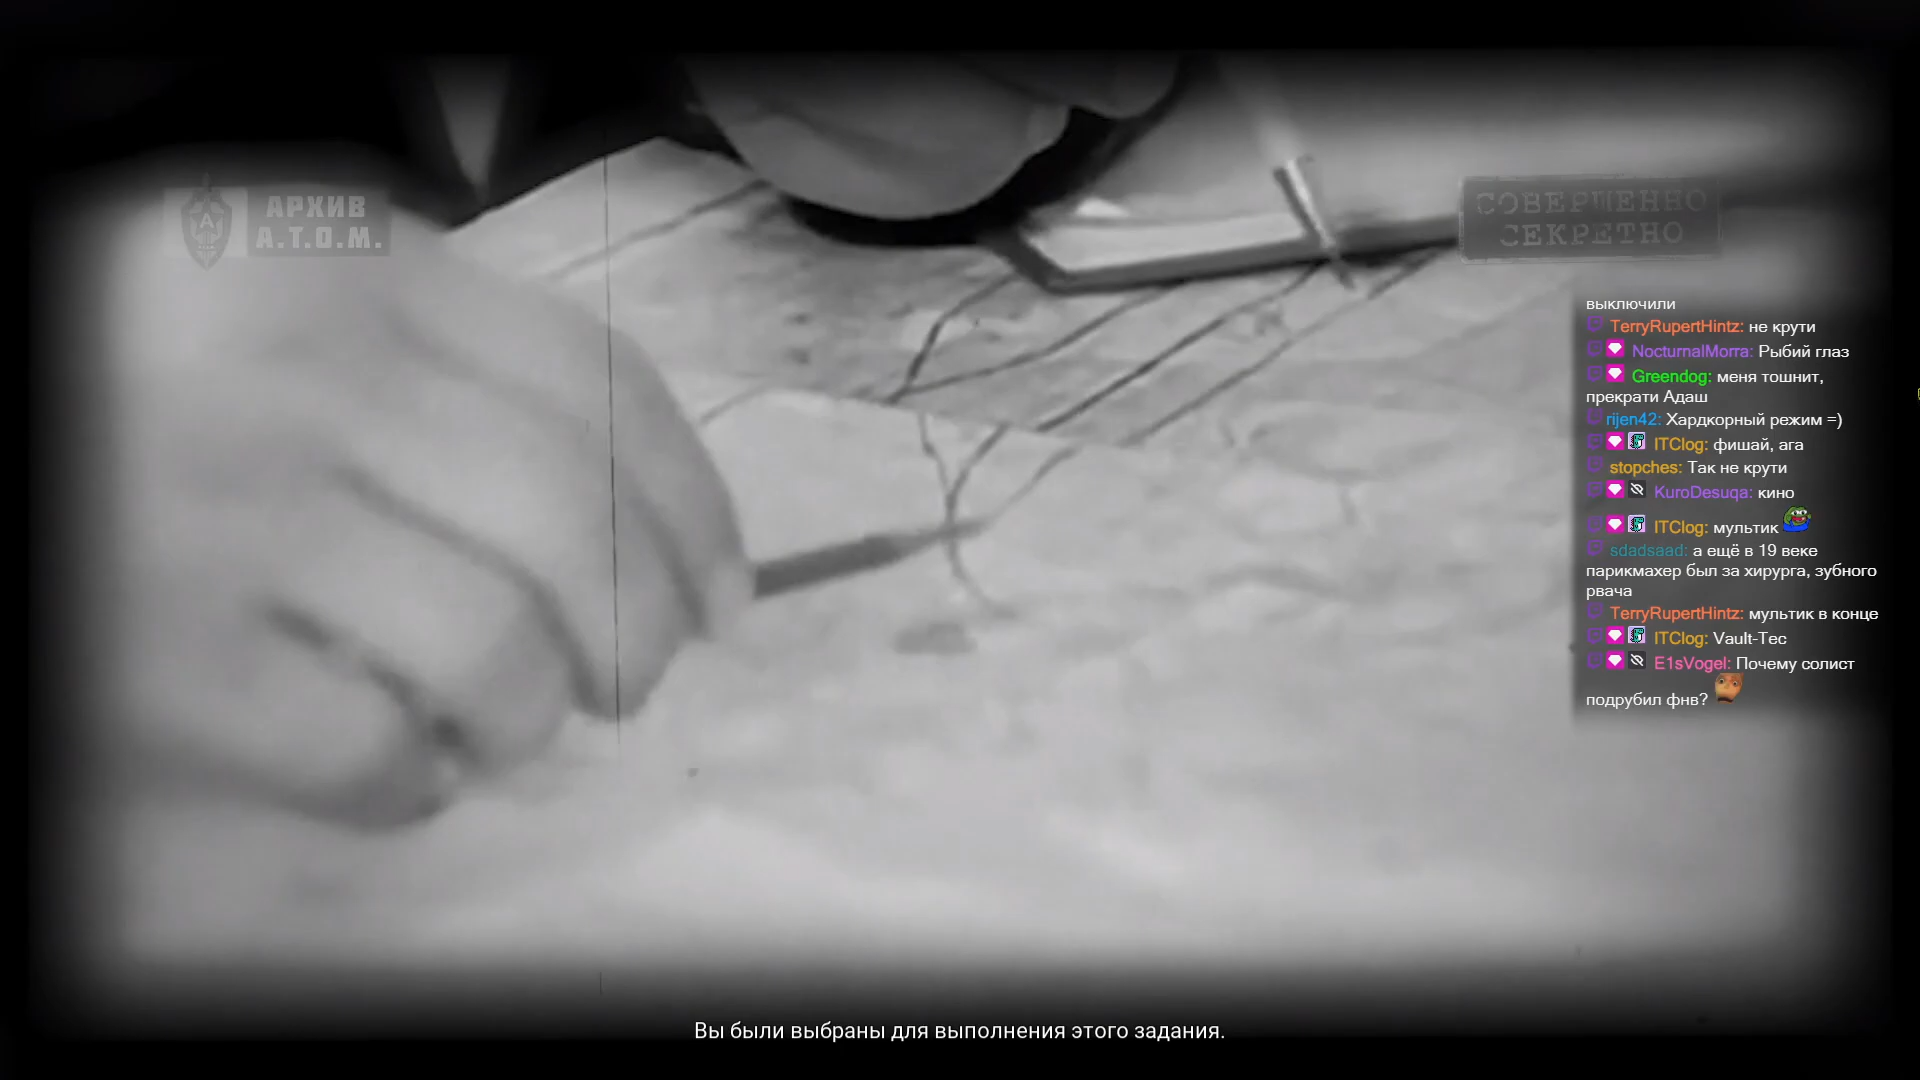 АРХИВ
А.Т.О.М.
СОВЕРШЕННО
СЕКРЕТНО
выключили
TerryRupertHintz: не крути
NocturnalMorra: Рыбий глаз
Greendog: меня тошнит,
прекрати Адаш
rijen42: Хардкорный режим =)
ITClog: фишай, ага
stopches: Так не крути
KuroDesuqa: кино
ITClog: мультик
sdadsaad: а ещё в 19 веке
парикмахер был за хирурга, зубного
рвача
TerryRupertHintz: мультик в конце
ITClog: Vault-Tec
E1sVogel: Почему солист
подрубил фнв?
Вы были выбраны для выполнения этого задания.